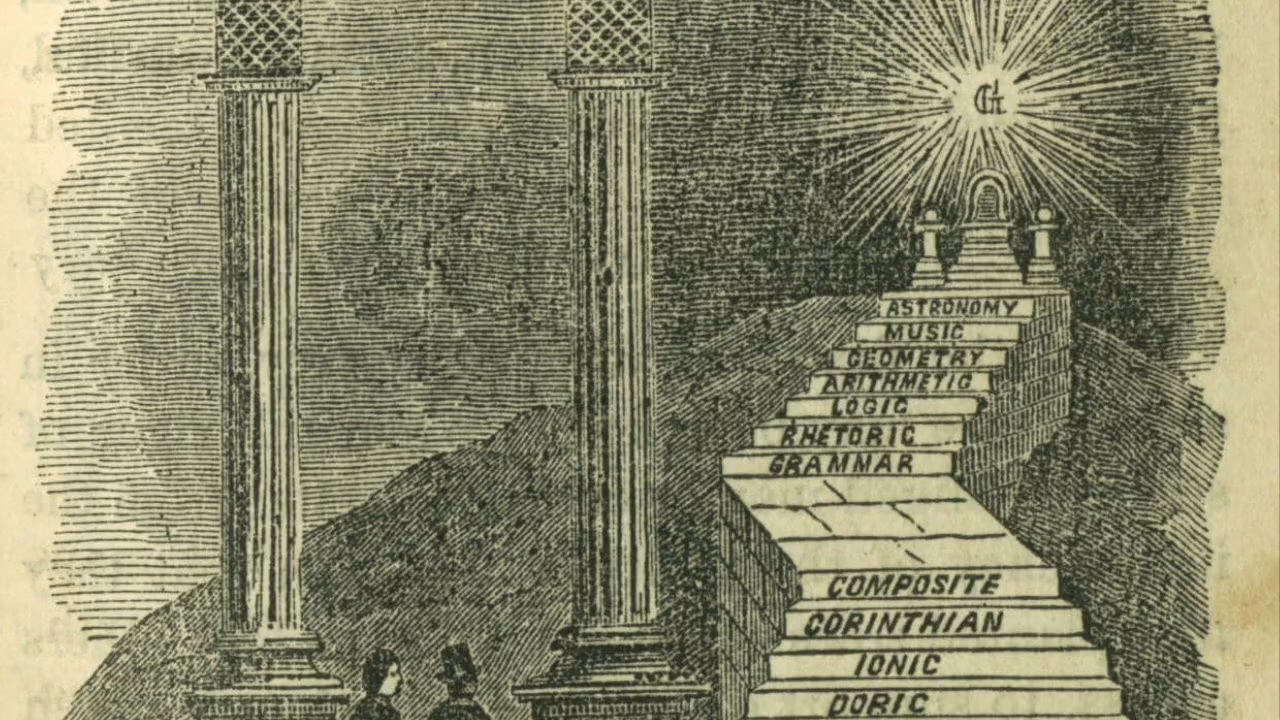 G
ASTRONOMY
MUSIC
GEOMETRY
ARITHMETIC
LOGIC
RHETORIC
GRAMMAR
COMPOSITE
CORINTHIAN
IONIC
DORIC